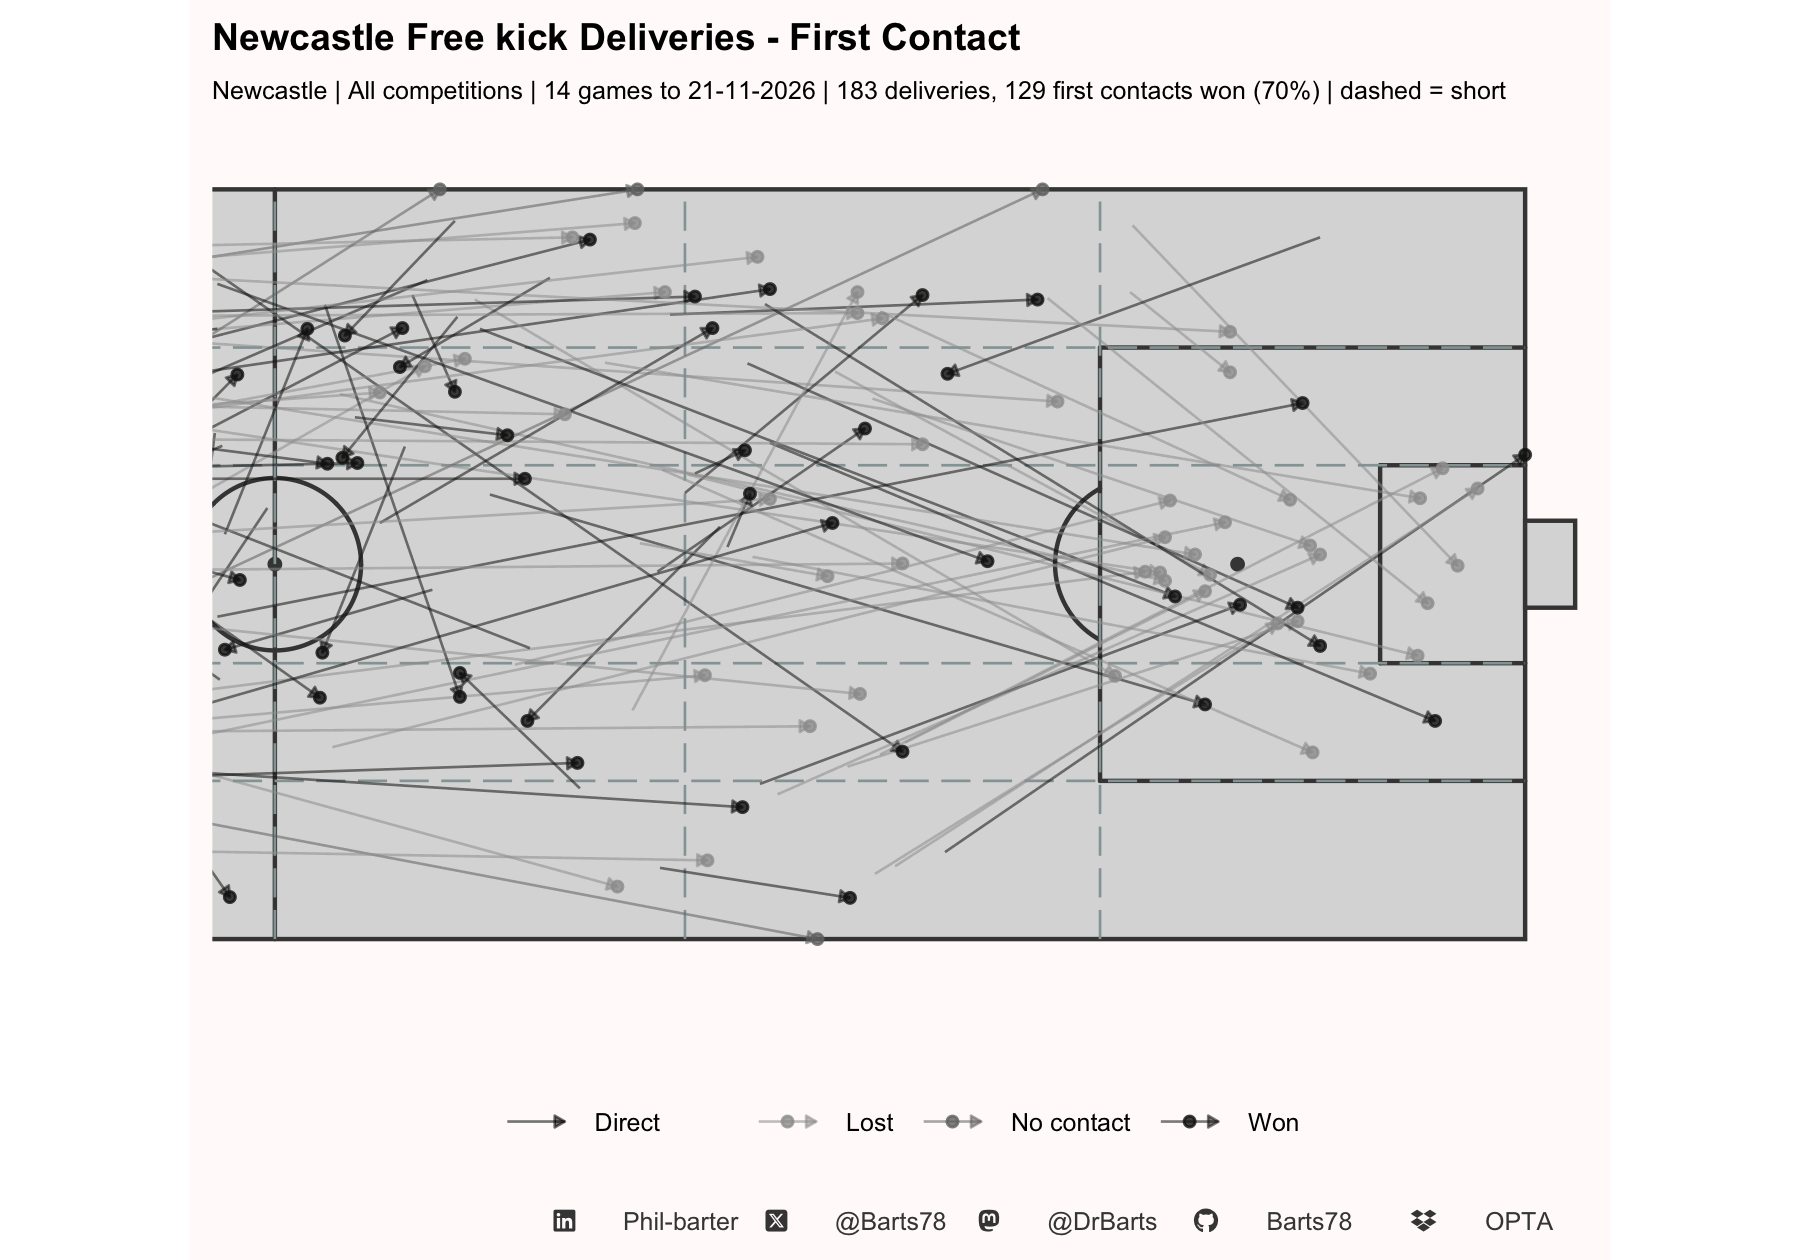 Newcastle Free kick Deliveries - First Contact
Newcastle | All competitions | 14 games to 21-11-2026 | 183 deliveries, 129 first contacts won (70%) | dashed = short
Direct Lost No contact Won
Phil-barter @Barts78 @DrBarts Barts78 OPTA